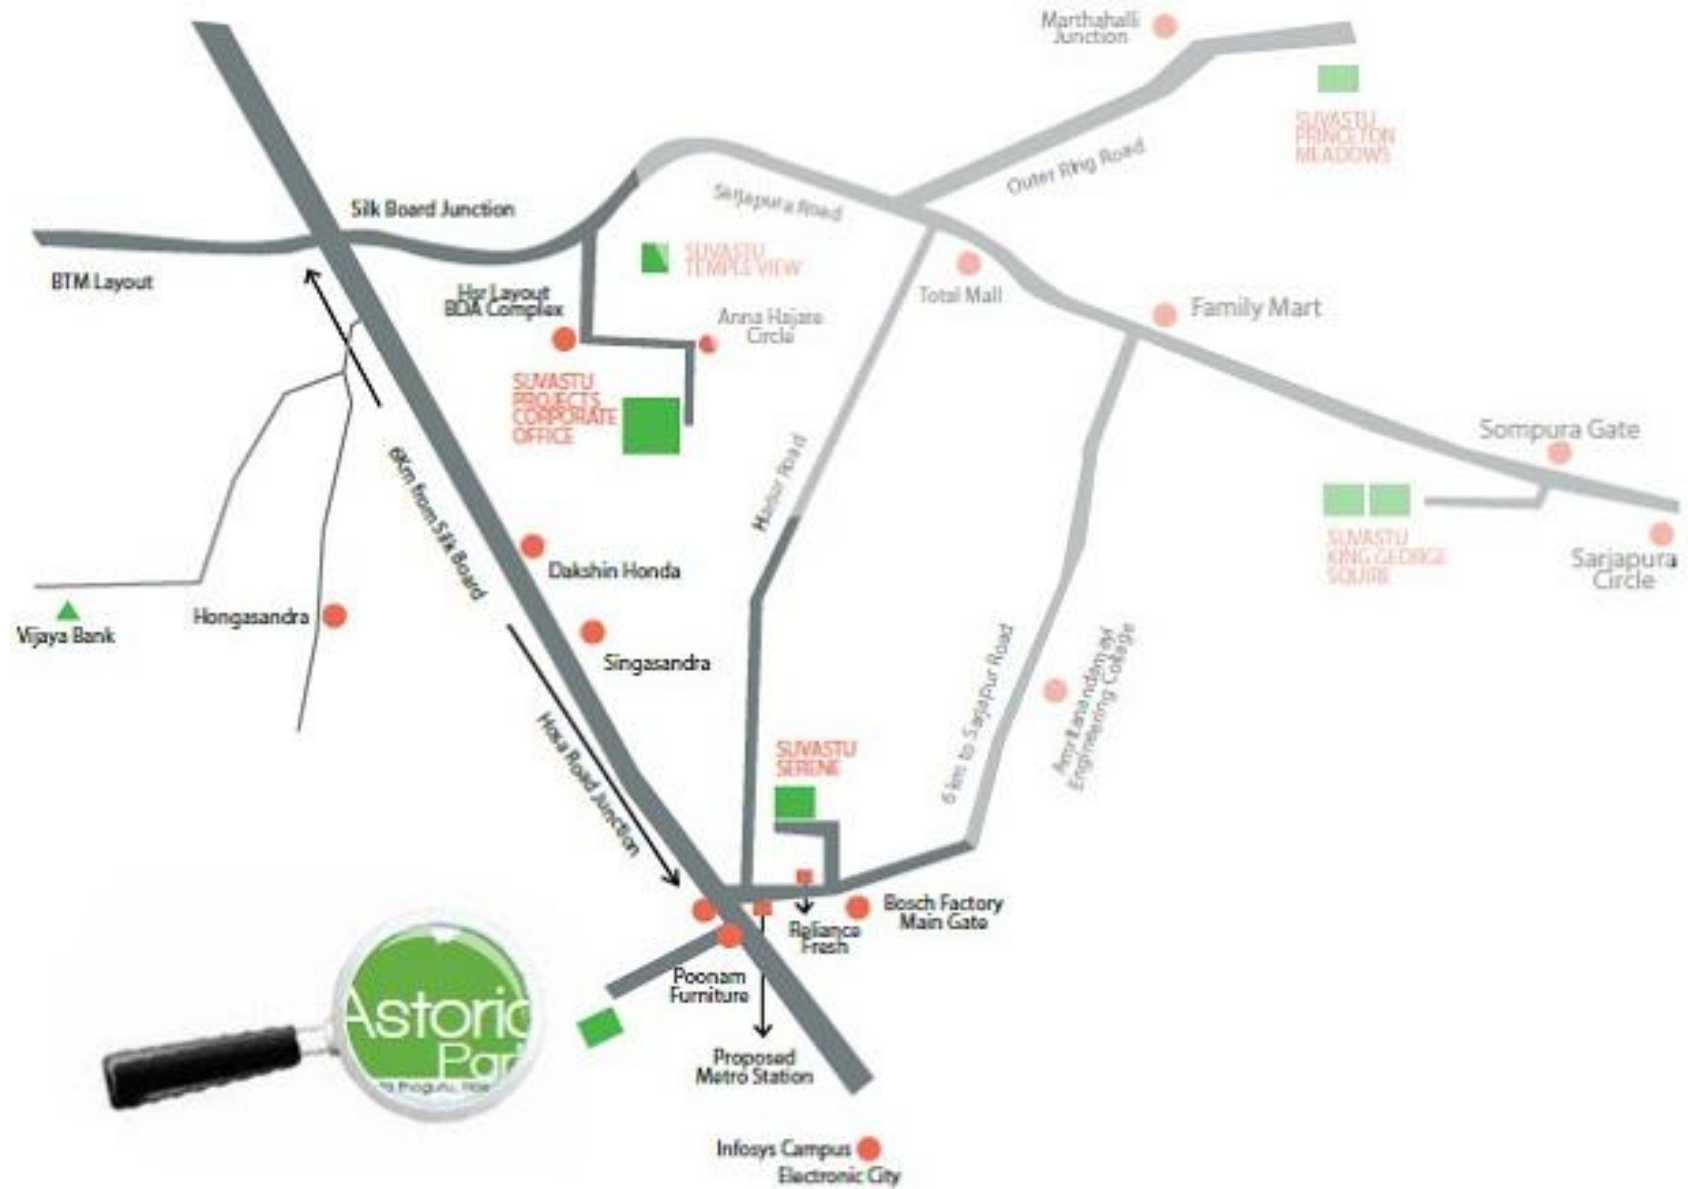 Marthahalli
Junction
SUVASTU
PRINCETON
MEADOWS
Outer Ring Road
Sarjapura Road
Silk Board Junction
BTM Layout
Hsr Layout
BDA Complex
SUVASTU
TEMPLE VIEW
Anna Hajare
Circle
Total Mall
Family Mart
SUVASTU
PROJECTS
CORPORATE
OFFICE
Sompura Gate
SUVASTU
KING GEORGE
SQUIRE
Sarjapura
Circle
6Km from Silk Board
Road
Dakshin Honda
Singasandra
Hongasandra
Vijaya Bank
Hosa Road Junction
6 km to Sarjapur Road
Engineering Collage
SUVASTU
SERENE
Bosch Factory
Main Gate
Reliance
Fresh
Poonam
Furniture
Astoria
Par
Proposed
Metro Station
Infosys Campus
Electronic City